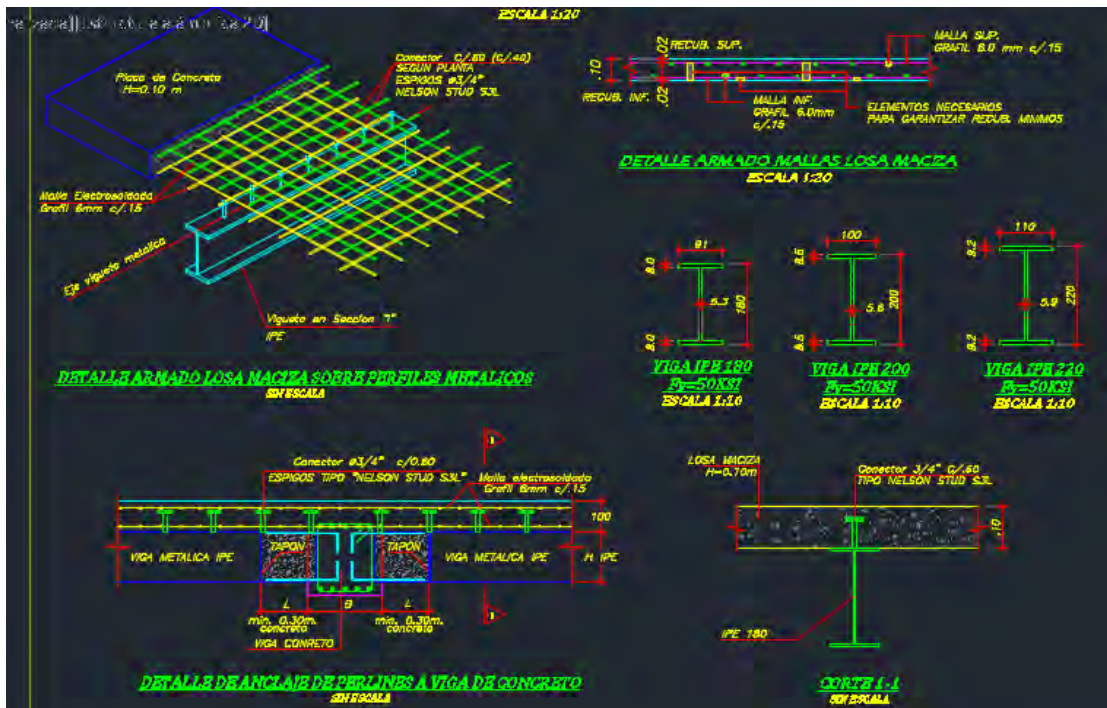 ESCALA 1:20
Placa de Concreto
H=0.10 m
Conector C/.60 (C/.40)
SEGUN PLANTA
ESPIGOS ø3/4"
NELSON STUD S3L
Malla Electrosoldada
Grafil 6mm c/.15
Eje vigueta metalica
Vigueta en Seccion "I"
IPE
DETALLE ARMADO LOSA MACIZA SOBRE PERFILES METALICOS
SIN ESCALA
RECUB. SUP.
.02
.10
.02
RECUB. INF.
MALLA SUP.
GRAFIL 6.0 mm c/.15
MALLA INF.
GRAFIL 6.0mm
c/.15
ELEMENTOS NECESARIOS
PARA GARANTIZAR RECUB. MINIMOS
DETALLE ARMADO MALLAS LOSA MACIZA
ESCALA 1:20
91
8.0
5.3
180
8.0
VIGA IPE 180
Fy=50KSI
ESCALA 1:10
100
8.5
5.6
200
8.5
VIGA IPE 200
Fy=50KSI
ESCALA 1:10
110
9.2
5.9
220
9.2
VIGA IPE 220
Fy=50KSI
ESCALA 1:10
Conector ø3/4" c/0.60
ESPIGOS TIPO "NELSON STUD S3L"
Malla electrosoldada
Grafil 6mm c/.15
1
100
VIGA METALICA IPE
TAPON
TAPON
VIGA METALICA IPE
H IPE
L
B
L
min. 0.30m.
concreto
min. 0.30m.
concreto
VIGA CONRETO
1
DETALLE DE ANCLAJE DE PERLINES A VIGA DE CONCRETO
SIN ESCALA
LOSA MACIZA
H=0.70m
Conector 3/4" C/.60
TIPO NELSON STUD S3L
.10
IPE 180
CORTE 1-1
SIN ESCALA